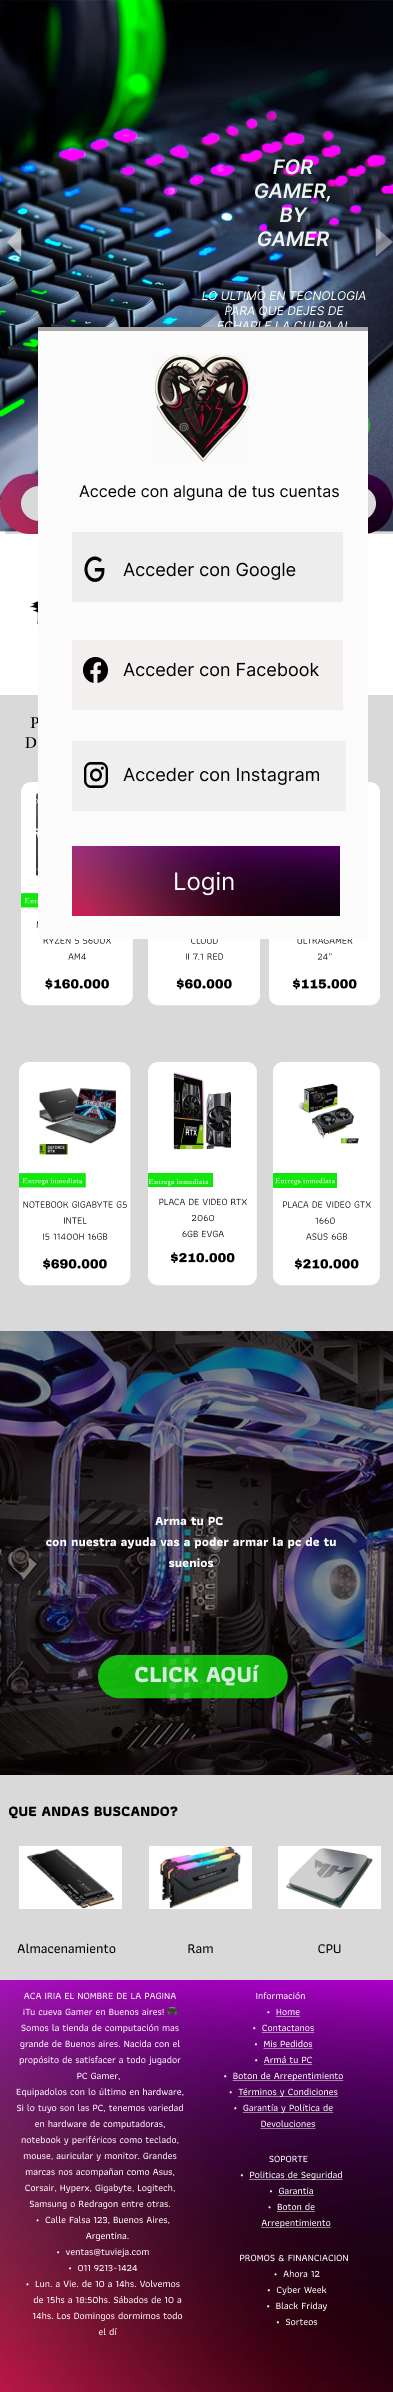 FOR
GAMER,
BY
GAMER
LO ULTIMO EN TECNOLOGIA
PARA QUE DEJES DE
ECHARLE LA CULPA AL
Accede con alguna de tus cuentas
Acceder con Google
Acceder con Facebook
Acceder con Instagram
Login
P
D
RYZEN 5 5600X
AM4
$160.000
CLOUD
II 7.1 RED
$60.000
ULTRAGAMER
24"
$115.000
Entrega inmediata
NOTEBOOK GIGABYTE G5
INTEL
I5 11400H 16GB
$690.000
Entrega inmediata
PLACA DE VIDEO RTX
2060
6GB EVGA
$210.000
Entrega inmediata
PLACA DE VIDEO GTX
1660
ASUS 6GB
$210.000
Arma tu PC
con nuestra ayuda vas a poder armar la pc de tu
suenios
CLICK AQUí
QUE ANDAS BUSCANDO?
Almacenamiento
Ram
CPU
ACA IRIA EL NOMBRE DE LA PAGINA
¡Tu cueva Gamer en Buenos aires!
Somos la tienda de computación mas
grande de Buenos aires. Nacida con el
propósito de satisfacer a todo jugador
PC Gamer,
Equipadolos con lo último en hardware,
Si lo tuyo son las PC, tenemos variedad
en hardware de computadoras,
notebook y periféricos como teclado,
mouse, auricular y monitor. Grandes
marcas nos acompañan como Asus,
Corsair, Hyperx, Gigabyte, Logitech,
Samsung o Redragon entre otras.
• Calle Falsa 123, Buenos Aires,
Argentina.
• ventas@tuvieja.com
• 011 9213-1424
• Lun. a Vie. de 10 a 14hs. Volvemos
de 15hs a 18:50hs. Sábados de 10 a
14hs. Los Domingos dormimos todo
el dí
Información
• Home
• Contactanos
• Mis Pedidos
• Armá tu PC
• Boton de Arrepentimiento
• Términos y Condiciones
• Garantía y Política de
Devoluciones
SOPORTE
• Politicas de Seguridad
• Garantia
• Boton de
Arrepentimiento
PROMOS & FINANCIACION
• Ahora 12
• Cyber Week
• Black Friday
• Sorteos